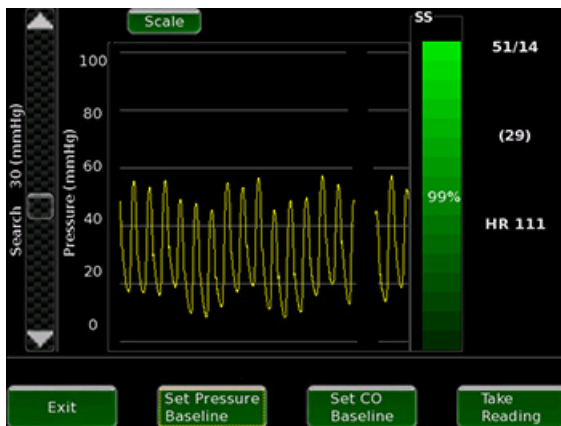 Scale
SS
51/14
(29)
HR 111
99%
Search 30 (mmHg)
Pressure (mmHg)
100
80
60
40
20
0
Exit
Set Pressure
Baseline
Set CO
Baseline
Take
Reading